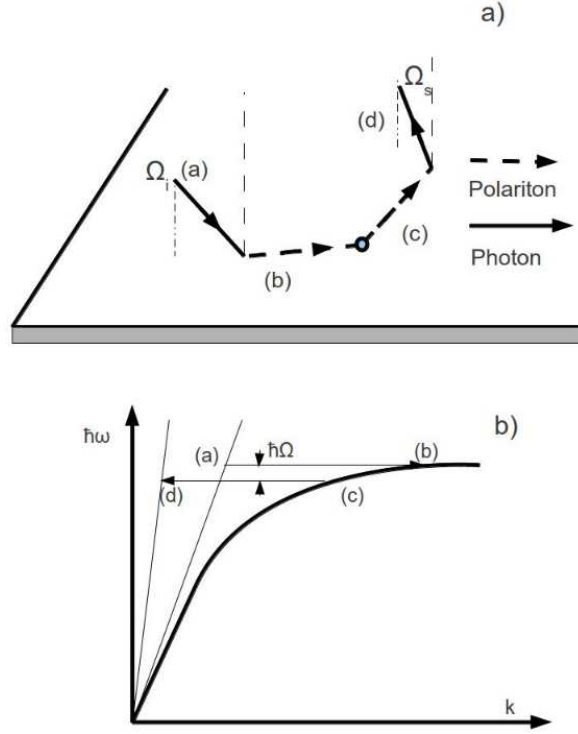 a)
Ω_s
(d)
Ω_i (a)
Polariton
(c)
(b)
Photon
b)
ħω
ħΩ
(a)
(b)
(d)
(c)
k